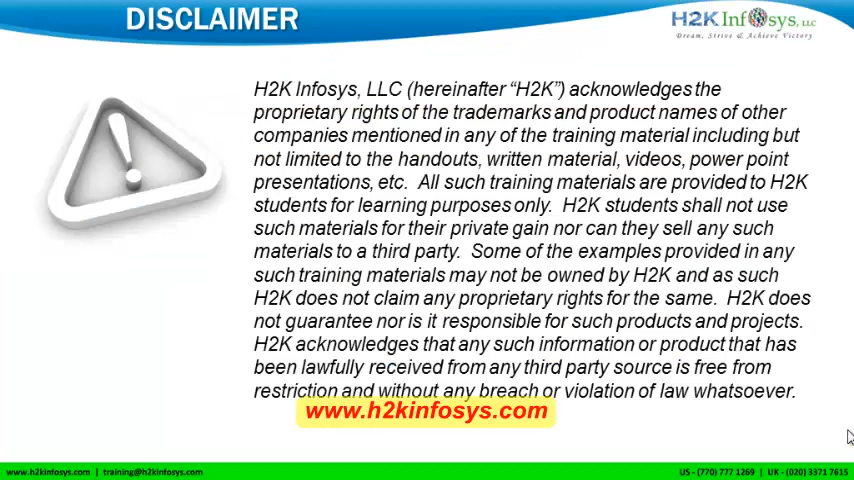 DISCLAIMER
H2K Infosys, LLC
Dream, Strive & Achieve Victory
H2K Infosys, LLC (hereinafter “H2K”) acknowledges the
proprietary rights of the trademarks and product names of other
companies mentioned in any of the training material including but
not limited to the handouts, written material, videos, power point
presentations, etc. All such training materials are provided to H2K
students for learning purposes only. H2K students shall not use
such materials for their private gain nor can they sell any such
materials to a third party. Some of the examples provided in any
such training materials may not be owned by H2K and as such
H2K does not claim any proprietary rights for the same. H2K does
not guarantee nor is it responsible for such products and projects.
H2K acknowledges that any such information or product that has
been lawfully received from any third party source is free from
restriction and without any breach or violation of law whatsoever.
www.h2kinfosys.com
www.h2kinfosys.com | training@h2kinfosys.com
US - (770) 777 1269 | UK - (020) 3371 7615